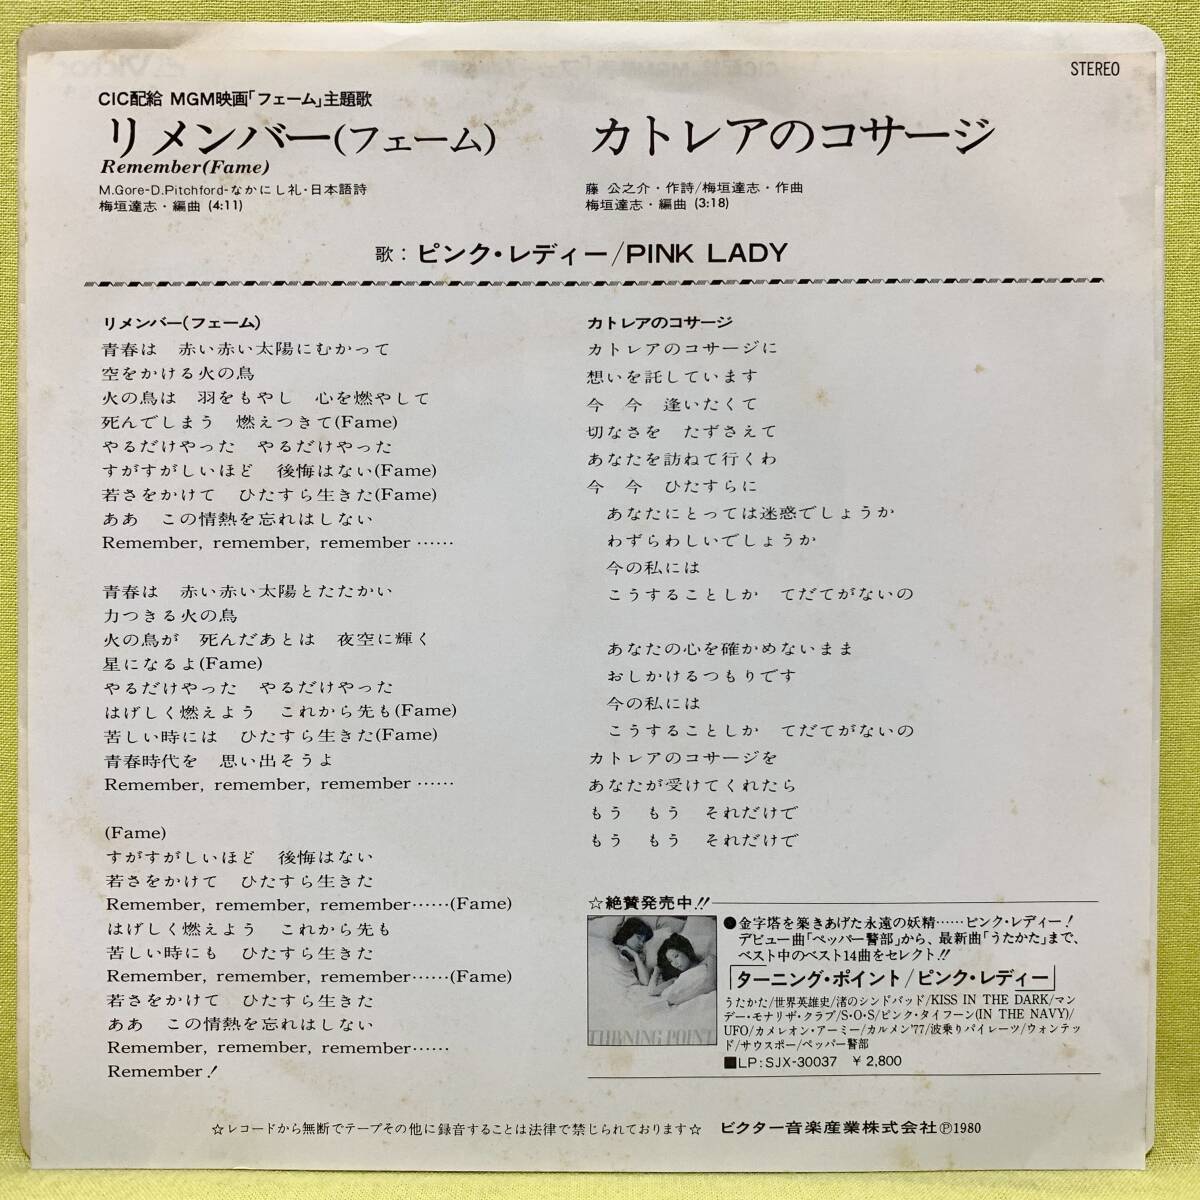 STEREO
CIC配給 MGM映画「フェーム」主題歌
リメンバー(フェーム)
Remember(Fame)
M.Gore-D.Pitchford-なかにし礼・日本語詩
梅垣達志・編曲 (4:11)
カトレアのコサージ
藤 公之介・作詩/梅垣達志・作曲
梅垣達志・編曲 (3:18)
歌：ピンク・レディー/PINK LADY
リメンバー(フェーム)
青春は 赤い赤い太陽にむかって
空をかける火の鳥
火の鳥は 羽をもやし 心を燃やして
死んでしまう 燃えつきて(Fame)
やるだけやった やるだけやった
すがすがしいほど 後悔はない(Fame)
若さをかけて ひたすら生きた(Fame)
ああ この情熱を忘れはしない
Remember, remember, remember ……
青春は 赤い赤い太陽とたたかい
力つきる火の鳥
火の鳥が 死んだあとは 夜空に輝く
星になるよ(Fame)
やるだけやった やるだけやった
はげしく燃えよう これから先も(Fame)
苦しい時には ひたすら生きた(Fame)
青春時代を 思い出そうよ
Remember, remember, remember ……
(Fame)
すがすがしいほど 後悔はない
若さをかけて ひたすら生きた
Remember, remember, remember……(Fame)
はげしく燃えよう これから先も
苦しい時にも ひたすら生きた
Remember, remember, remember……(Fame)
若さをかけて ひたすら生きた
ああ この情熱を忘れはしない
Remember, remember, remember……
Remember!
カトレアのコサージ
カトレアのコサージに
想いを託しています
今 今 逢いたくて
切なさを たずさえて
あなたを訪ねて行くわ
今 今 ひたすらに
あなたにとっては迷惑でしょうか
わずらわしいでしょうか
今の私には
こうすることしか てだてがないの
あなたの心を確かめないまま
おしかけるつもりです
今の私には
こうすることしか てだてがないの
カトレアのコサージを
あなたが受けてくれたら
もう もう それだけで
もう もう それだけで
☆絶賛発売中!!
TURNING POINT
●金字塔を築きあげた永遠の妖精……ピンク・レディー!
デビュー曲「ペッパー警部」から、最新曲「うたかた」まで、
ベスト中のベスト14曲をセレクト!!
ターニング・ポイント/ピンク・レディー
うたかた/世界英雄史/渚のシンドバッド/KISS IN THE DARK/マン
デー・モナリザ・クラブ/S・O・S/ピンク・タイフーン(IN THE NAVY)/
UFO/カメレオン・アーミー/カルメン'77/波乗りパイレーツ/ウォンテッ
ド/サウスポー/ペッパー警部
■LP:SJX-30037 ￥2,800
☆レコードから無断でテープその他に録音することは法律で禁じられております☆ ビクター音楽産業株式会社Ⓟ1980